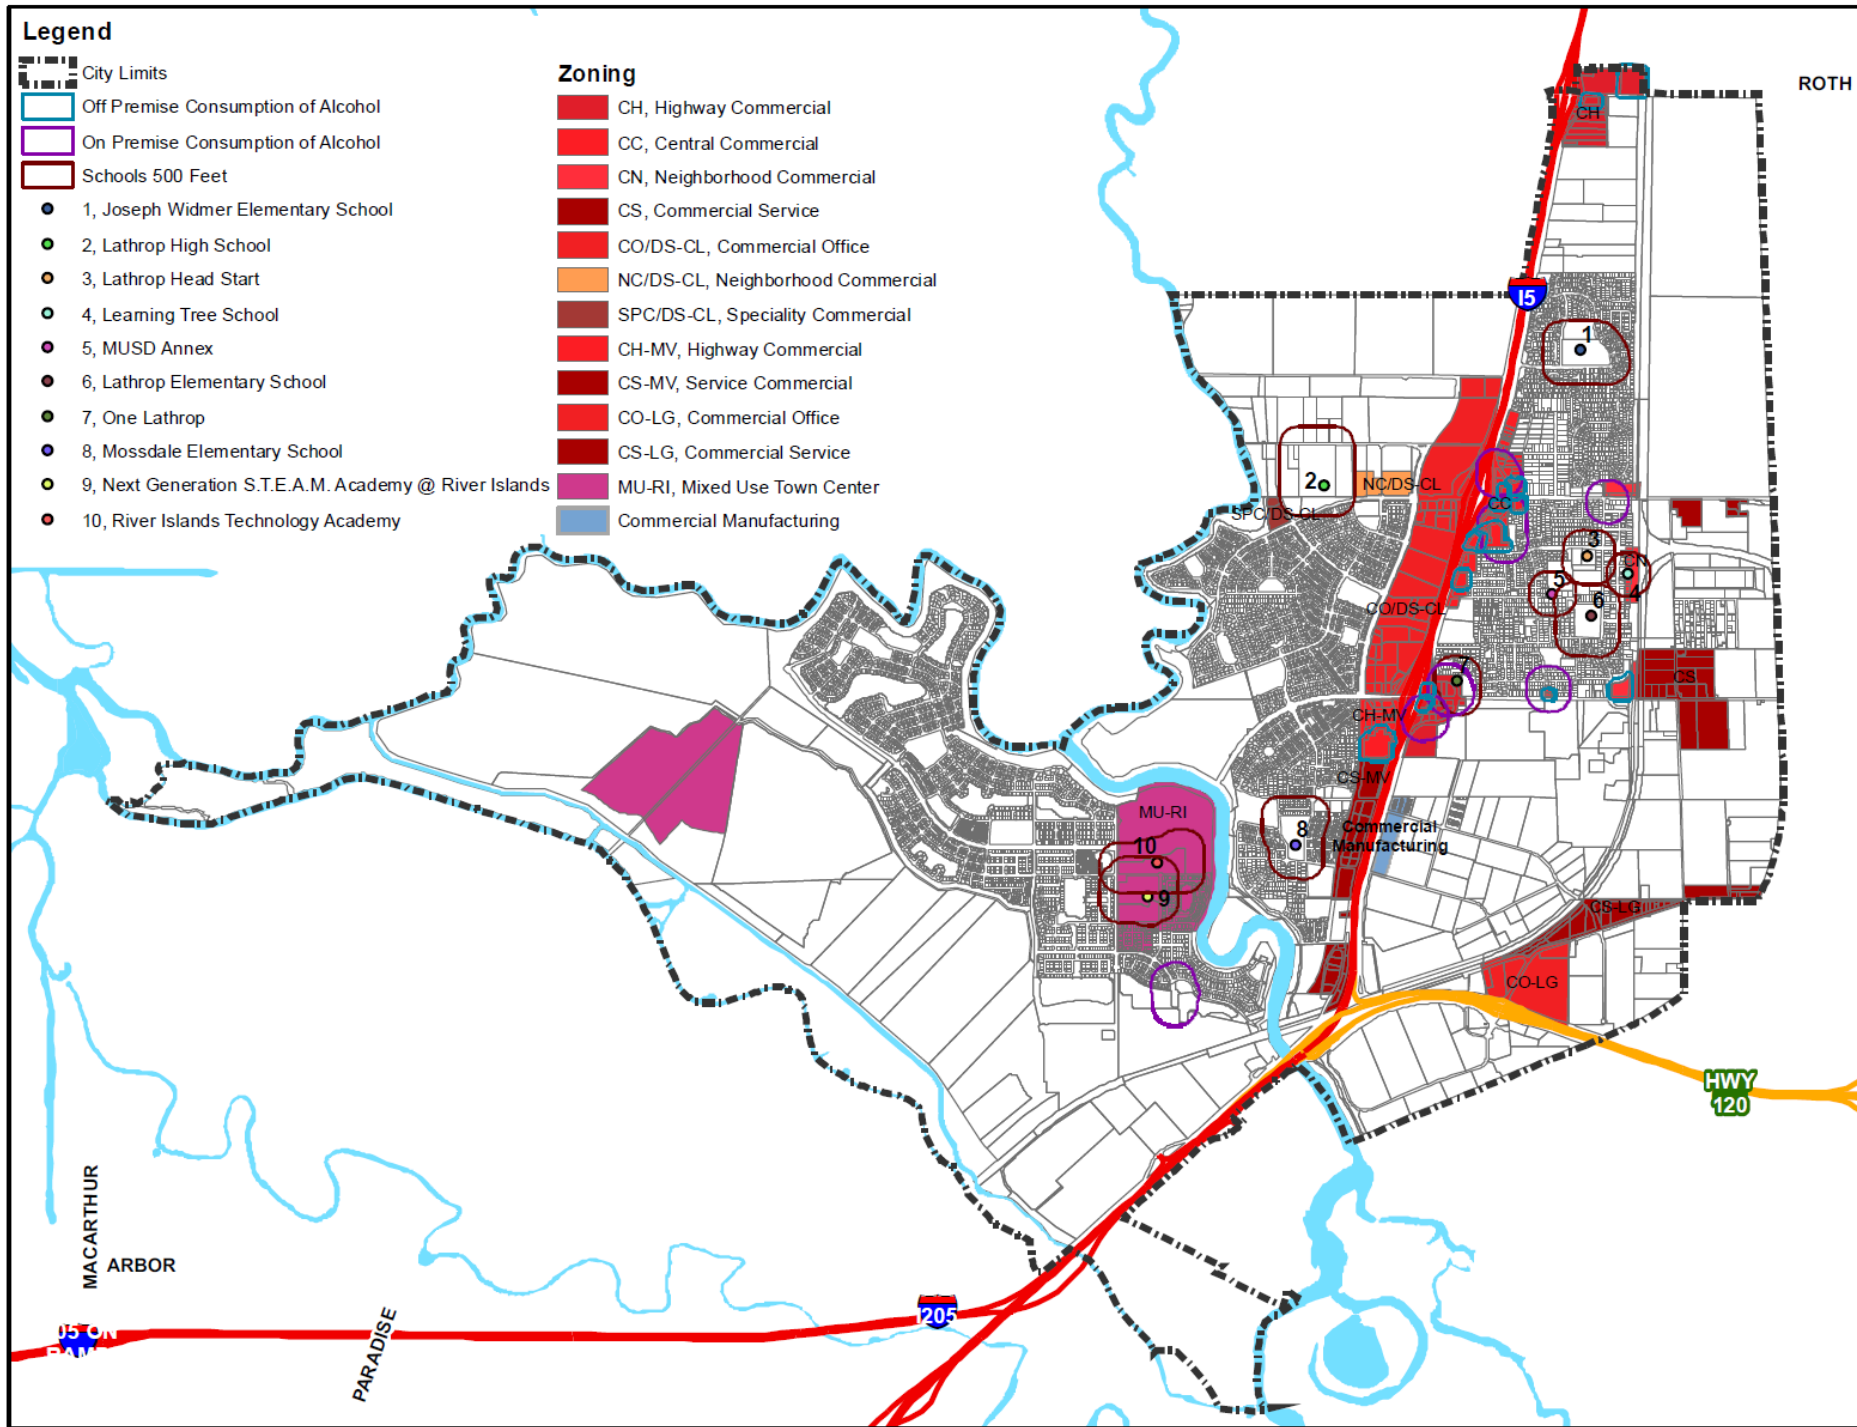 Legend
City Limits
Off Premise Consumption of Alcohol
On Premise Consumption of Alcohol
Schools 500 Feet
1, Joseph Widmer Elementary School
2, Lathrop High School
3, Lathrop Head Start
4, Learning Tree School
5, MUSD Annex
6, Lathrop Elementary School
7, One Lathrop
8, Mossdale Elementary School
9, Next Generation S.T.E.A.M. Academy @ River Islands
10, River Islands Technology Academy
Zoning
CH, Highway Commercial
CC, Central Commercial
CN, Neighborhood Commercial
CS, Commercial Service
CO/DS-CL, Commercial Office
NC/DS-CL, Neighborhood Commercial
SPC/DS-CL, Speciality Commercial
CH-MV, Highway Commercial
CS-MV, Service Commercial
CO-LG, Commercial Office
CS-LG, Commercial Service
MU-RI, Mixed Use Town Center
Commercial Manufacturing
ROTH
CH
I5
1
2
NC/DS-CL
SPC/DS-CL
CC
3
CN
4
5
6
CO/DS-CL
7
CS
CH-MV
CS-MV
MU-RI
8
Commercial
Manufacturing
10
9
CS-LG
CO-LG
HWY
120
MACARTHUR
ARBOR
PARADISE
I205
05 ON
RAMP